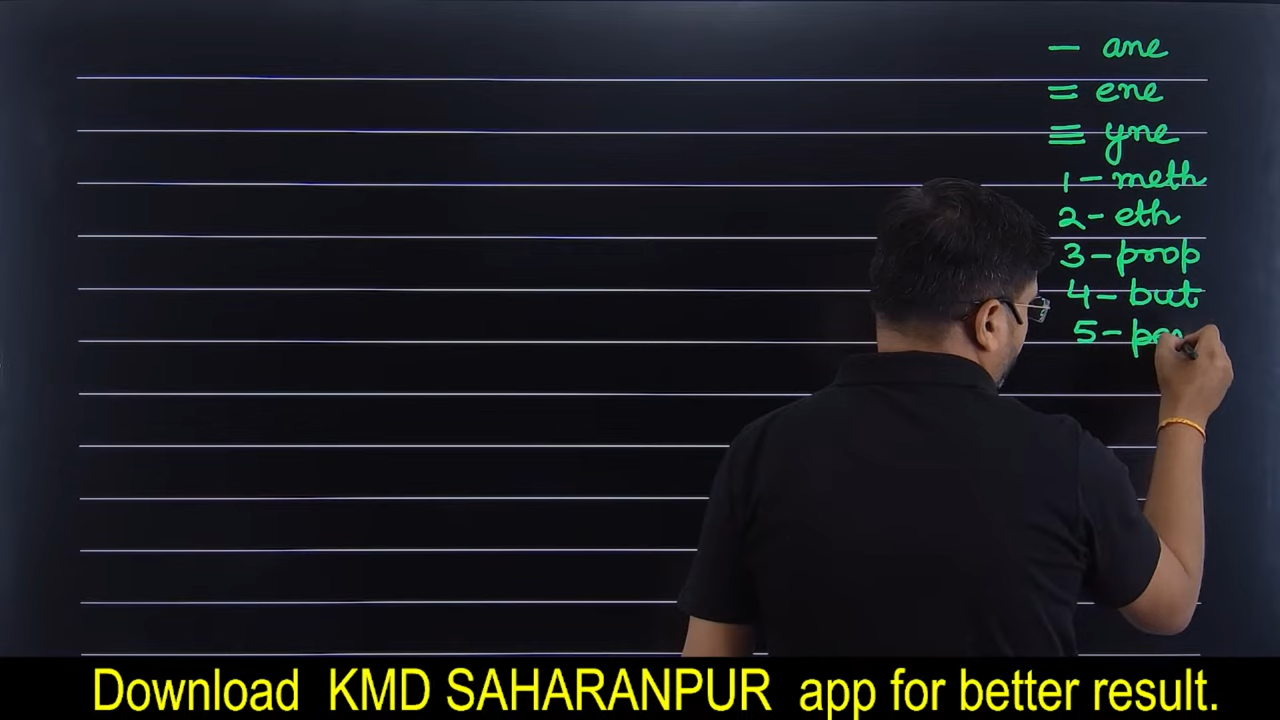 — ane
= ene
≡ yne
1 - meth
2 - eth
3 - prop
4 - but
5 -
Download KMD SAHARANPUR app for better result.